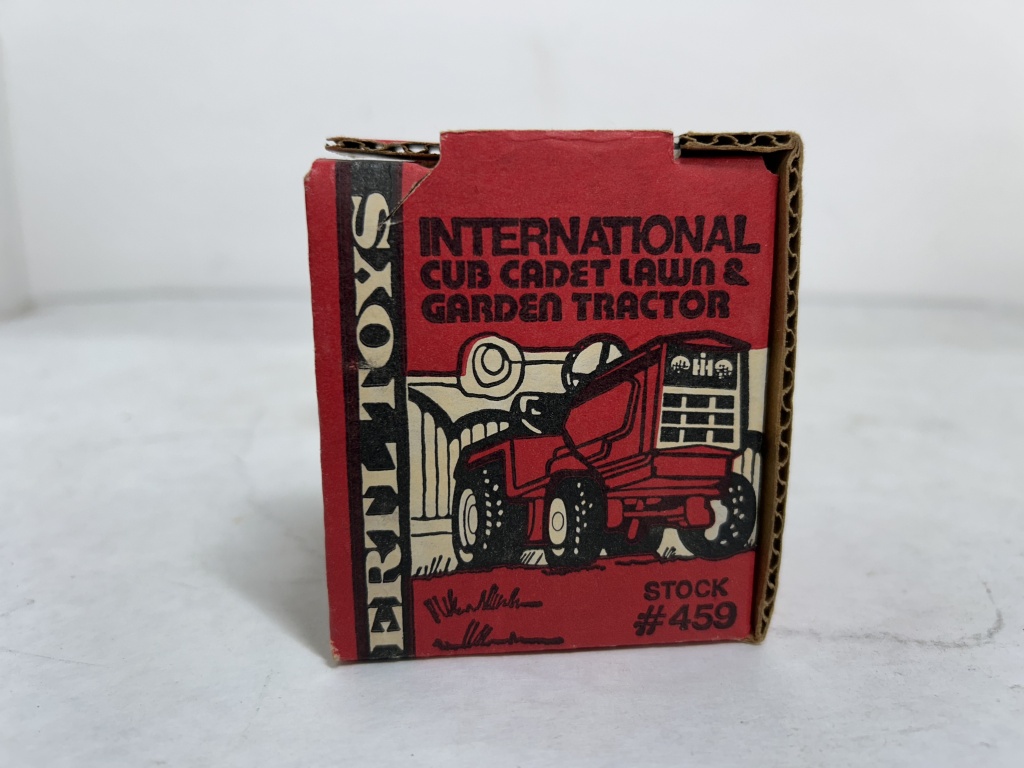 ERTL TOYS
INTERNATIONAL
CUB CADET LAWN &
GARDEN TRACTOR
IH
STOCK
#459